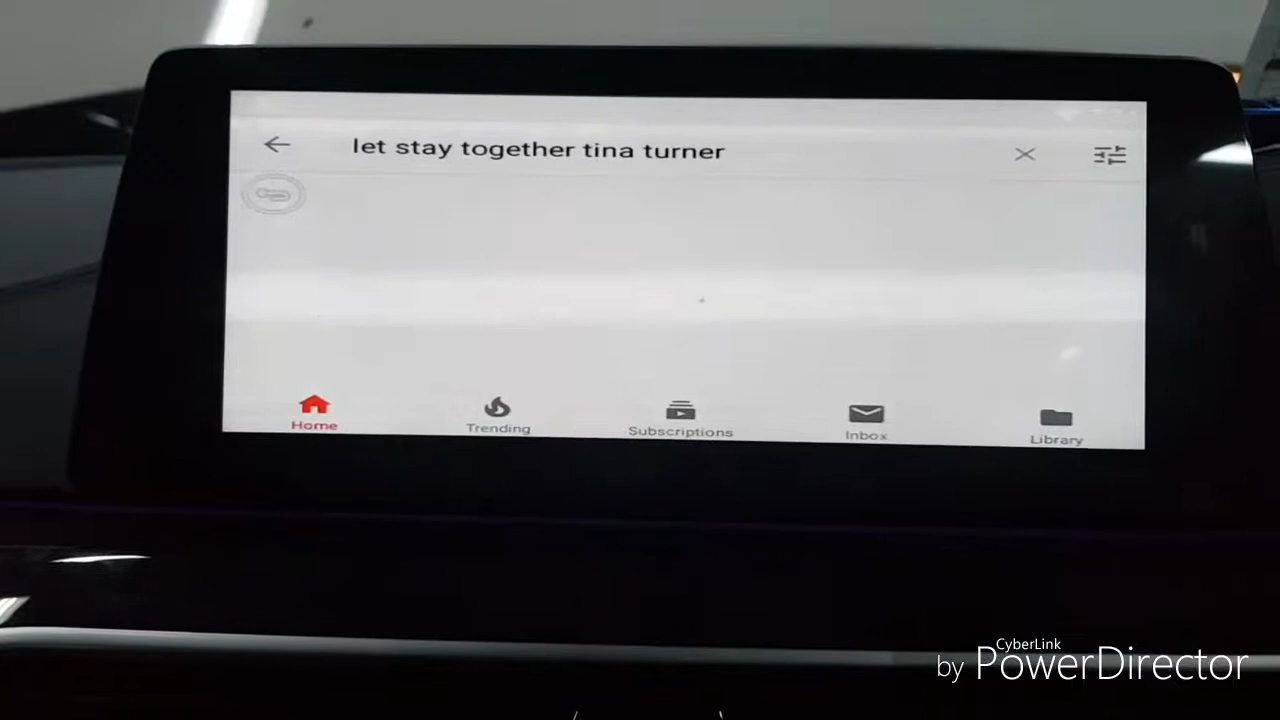 let stay together tina turner
Home
Trending
Subscriptions
Inbox
Library
CyberLink
by PowerDirector